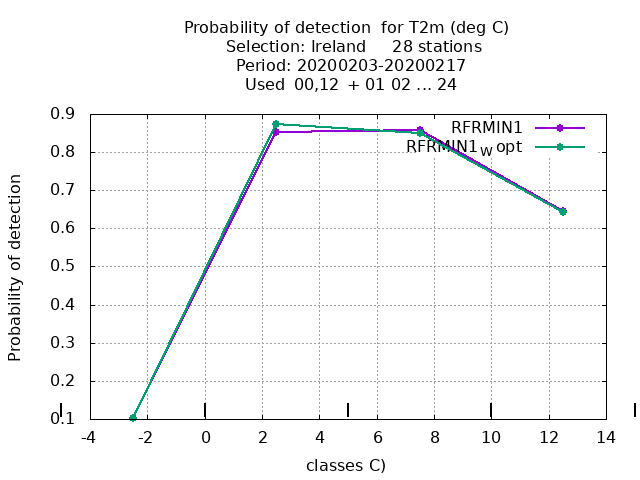 Probability of detection for T2m (deg C)
Selection: Ireland 28 stations
Period: 20200203-20200217
Used 00,12 + 01 02 ... 24
RFRMIN1
RFRMIN1W opt
Probability of detection
0.9
0.8
0.7
0.6
0.5
0.4
0.3
0.2
0.1
-4 -2 0 2 4 6 8 10 12 14
classes C)